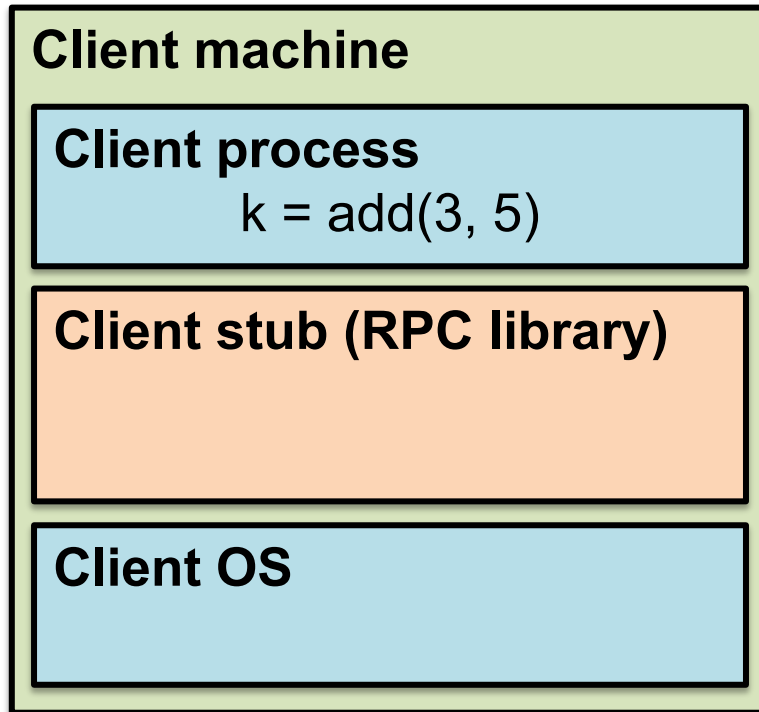 Client machine
Client process
k = add(3, 5)
Client stub (RPC library)
Client OS